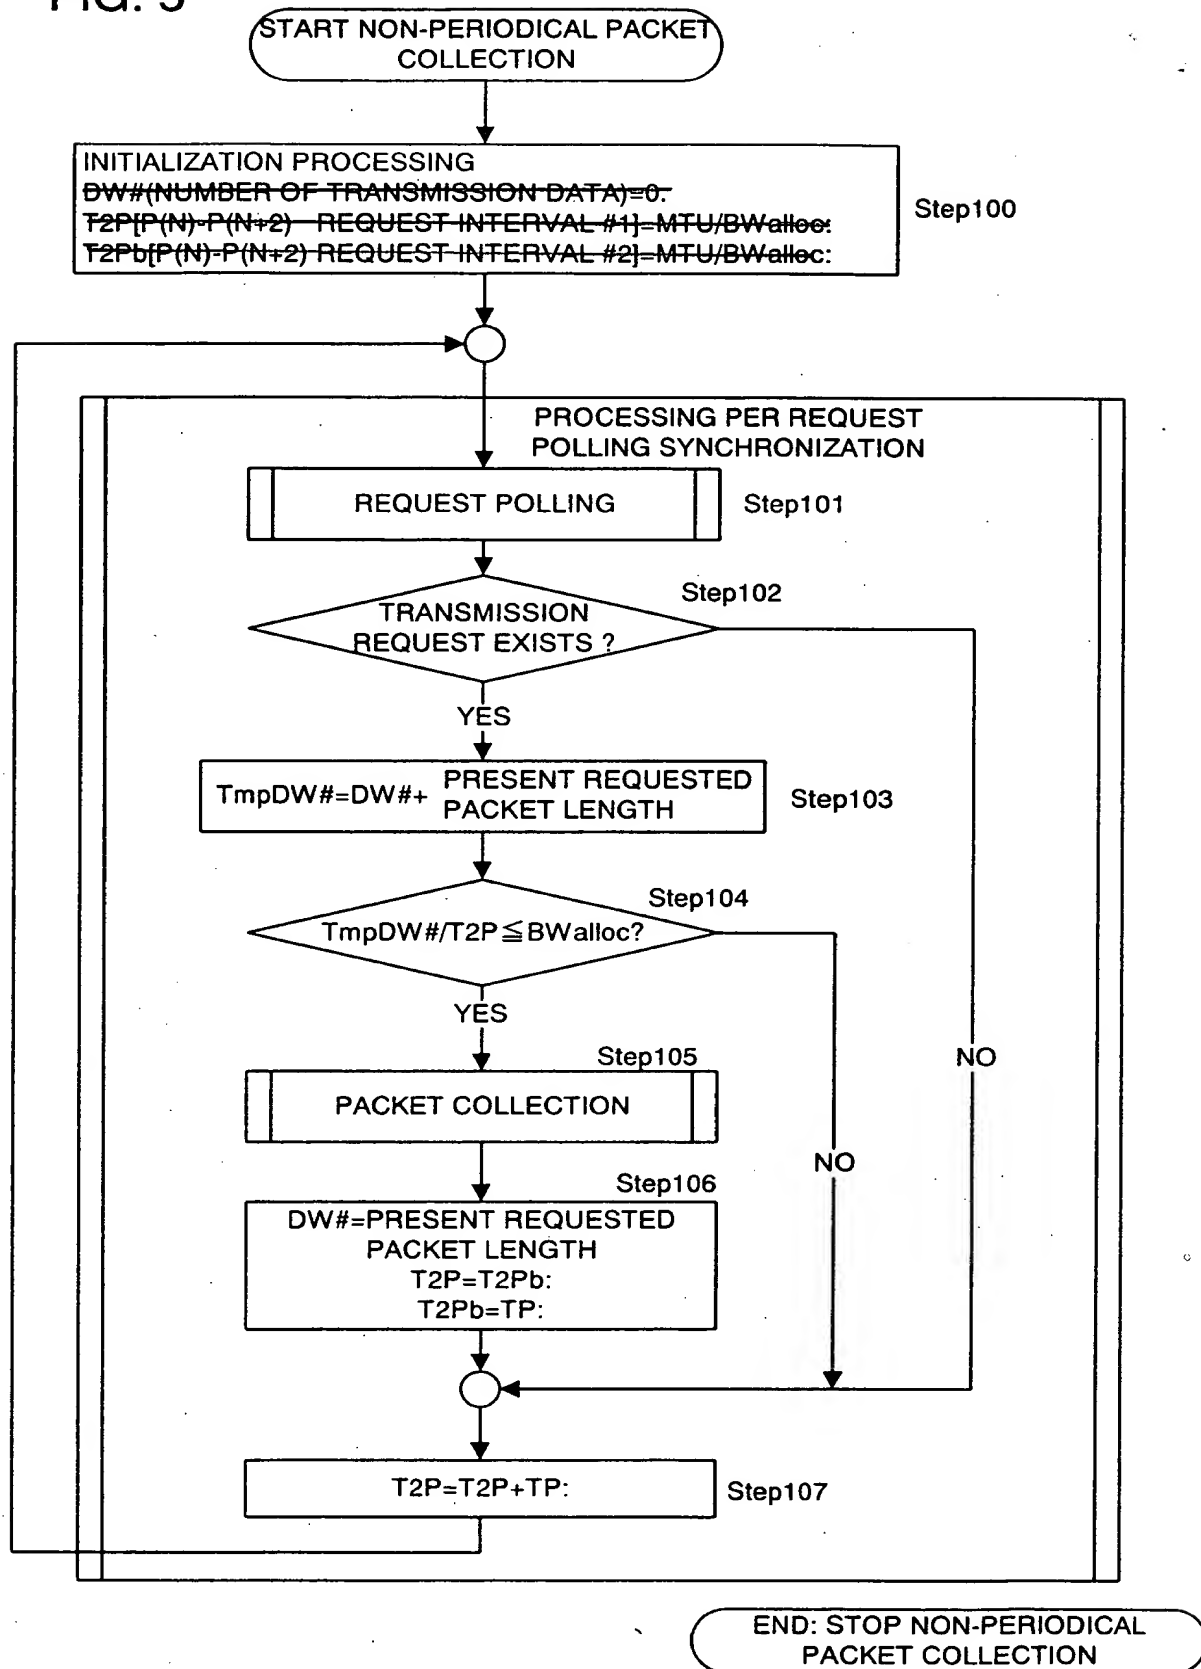 START NON-PERIODICAL PACKET
COLLECTION
INITIALIZATION PROCESSING
DW#(NUMBER OF TRANSMISSION DATA)=0:
T2P[P(N)-P(N+2) REQUEST INTERVAL #1]=MTU/BWalloc:
T2Pb[P(N)-P(N+2) REQUEST INTERVAL #2]=MTU/BWalloc:
Step100
PROCESSING PER REQUEST
POLLING SYNCHRONIZATION
REQUEST POLLING
Step101
Step102
TRANSMISSION
REQUEST EXISTS ?
YES
TmpDW#=DW#+ PRESENT REQUESTED
PACKET LENGTH
Step103
Step104
TmpDW#/T2P≦BWalloc?
YES
Step105
NO
PACKET COLLECTION
NO
Step106
DW#=PRESENT REQUESTED
PACKET LENGTH
T2P=T2Pb:
T2Pb=TP:
T2P=T2P+TP:
Step107
END: STOP NON-PERIODICAL
PACKET COLLECTION